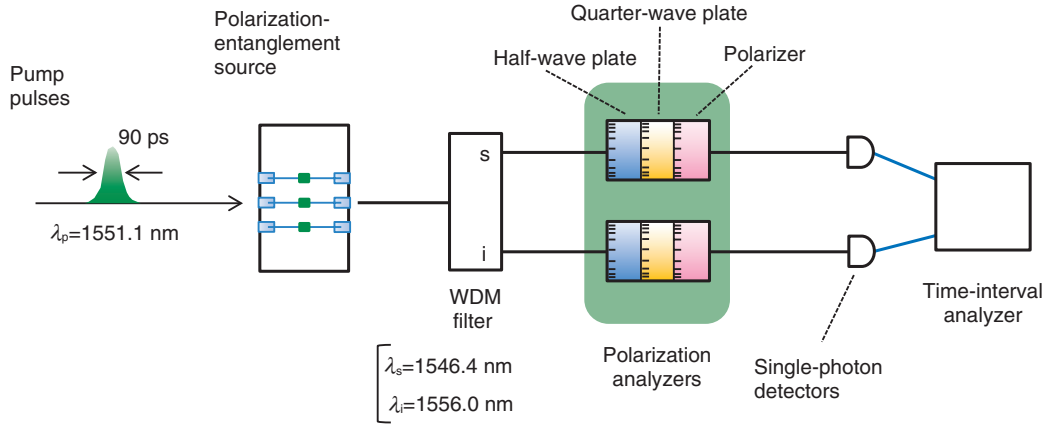 Pump
pulses
90 ps
λp=1551.1 nm
Polarization-
entanglement
source
s
i
WDM
filter
λs=1546.4 nm
λi=1556.0 nm
Quarter-wave plate
Half-wave plate
Polarizer
Polarization
analyzers
Single-photon
detectors
Time-interval
analyzer